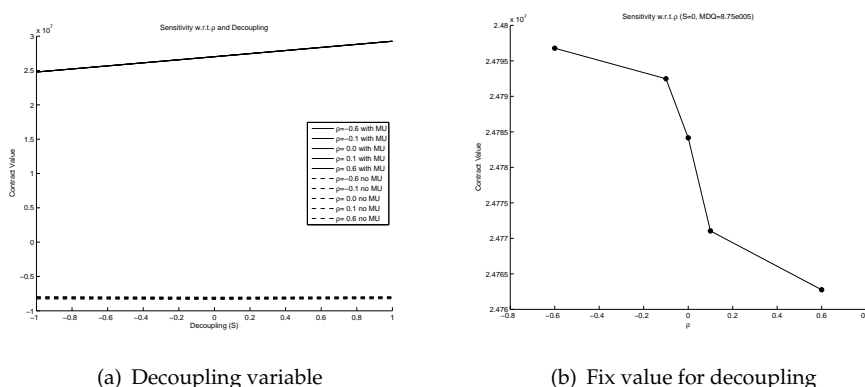 Sensitivity w.r.t.ρ and Decoupling
x 10^7
3
2.5
2
1.5
1
0.5
0
−0.5
−1
−1 −0.8 −0.6 −0.4 −0.2 0 0.2 0.4 0.6 0.8 1
Decoupling (S)
Contract Value
ρ=−0.6 with MU
ρ=−0.1 with MU
ρ= 0.0 with MU
ρ= 0.1 with MU
ρ= 0.6 with MU
ρ=−0.6 no MU
ρ=−0.1 no MU
ρ= 0.0 no MU
ρ= 0.1 no MU
ρ= 0.6 no MU
(a) Decoupling variable
Sensitivity w.r.t. ρ (S=0, MDQ=8.75e005)
x 10^7
2.48
2.4795
2.479
2.4785
2.478
2.4775
2.477
2.4765
2.476
−0.8 −0.6 −0.4 −0.2 0 0.2 0.4 0.6 0.8
ρ
Contract Value
(b) Fix value for decoupling